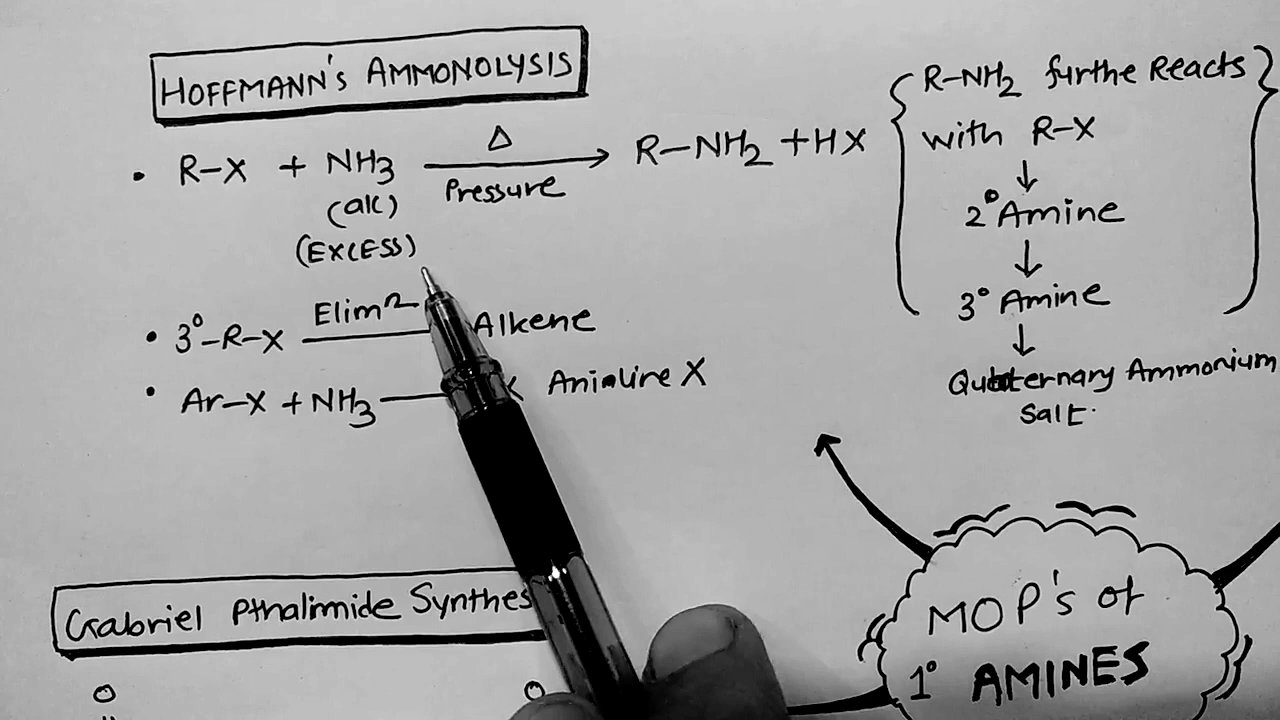 HOFFMANN's AMMONOLYSIS
• R-X + NH3 Δ Pressure → R-NH2 + HX
(alc)
(EXCESS)
{ R-NH2 furthe Reacts }
with R-X
↓
2° Amine
↓
3° Amine
↓
Quaternary Ammonium
Salt.
• 3°-R-X Elimn Alkene
• Ar-X + NH3 Aniline X
Gabriel Pthalimide Synthes
O O
MOP's of
1° AMINES